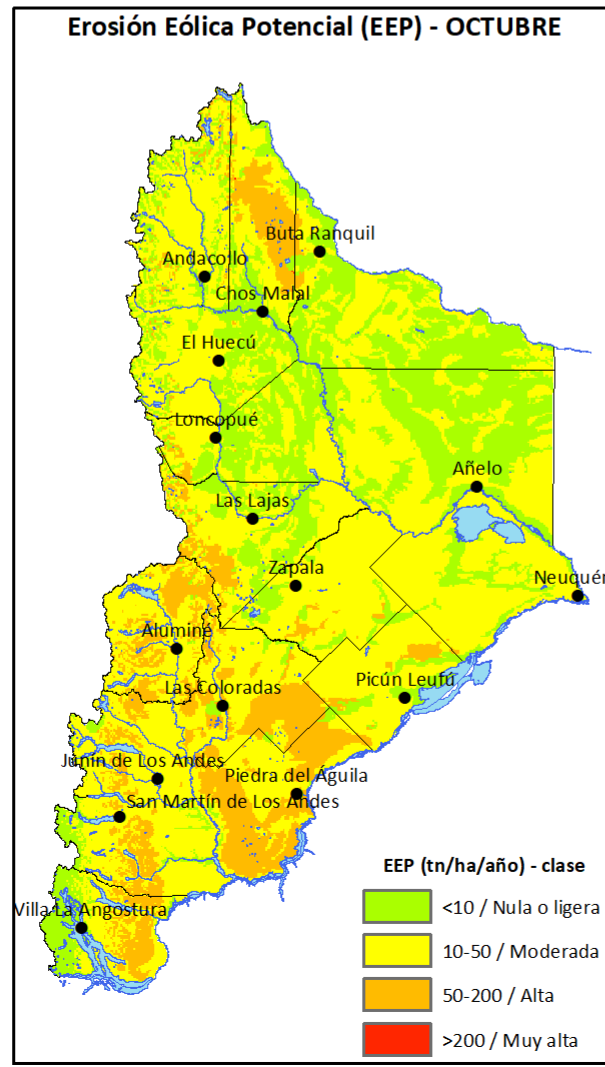 Erosión Eólica Potencial (EEP) - OCTUBRE
Buta Ranquil
Andacollo
Chos Malal
El Huecú
Loncopué
Añelo
Las Lajas
Zapala
Neuquén
Aluminé
Las Coloradas
Picún Leufú
Junín de Los Andes
Piedra del Aguila
San Martín de Los Andes
Villa La Angostura
EEP (tn/ha/año) - clase
<10 / Nula o ligera
10-50 / Moderada
50-200 / Alta
>200 / Muy alta